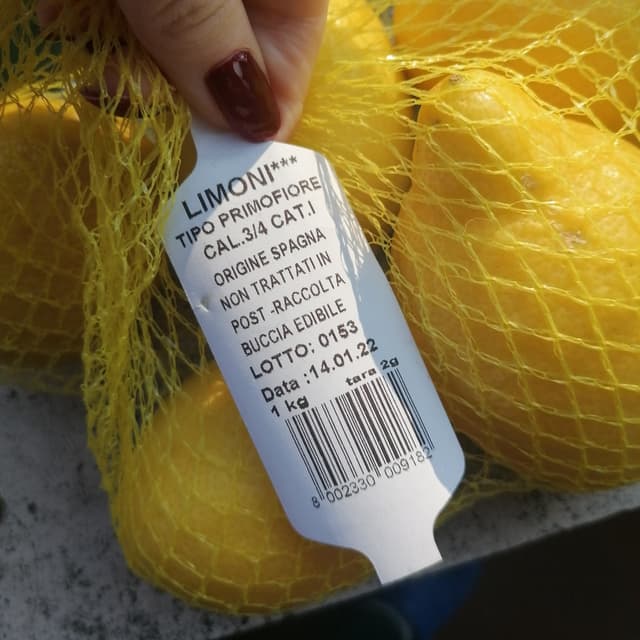 LIMONI***
TIPO PRIMOFIORE
CAL.3/4 CAT.I
ORIGINE SPAGNA
NON TRATTATI IN
POST -RACCOLTA
BUCCIA EDIBILE
LOTTO: 0153
Data :14.01.22
1 kg tara 2g
8 002330 009182